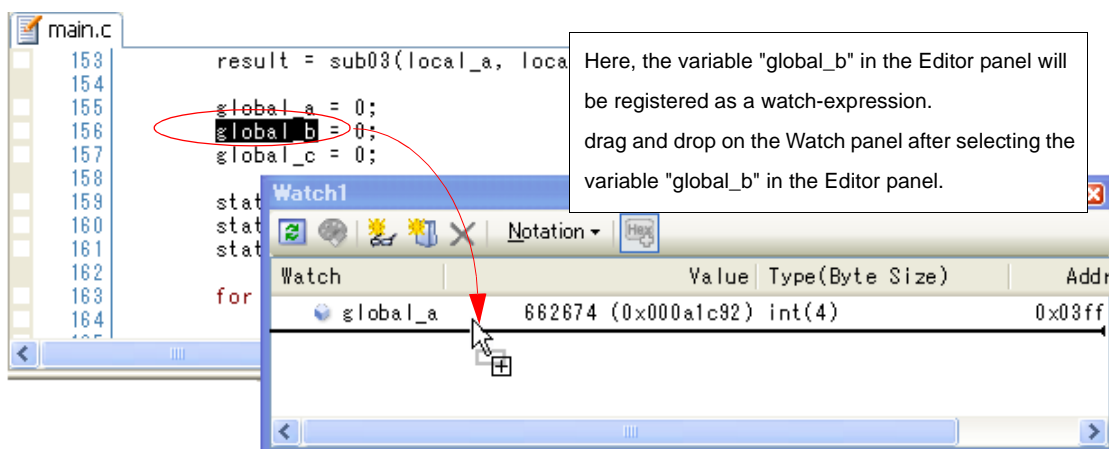 main.c
153 result = sub03(local_a, loca
154
155 global_a = 0;
156 global_b = 0;
157 global_c = 0;
158
159 stat
160 stat
161 stat
162
163 for
164
Here, the variable "global_b" in the Editor panel will
be registered as a watch-expression.
drag and drop on the Watch panel after selecting the
variable "global_b" in the Editor panel.
Watch1
Notation Hex
Watch Value Type(Byte Size) Addr
global_a 662674 (0x000a1c92) int(4) 0x03ff